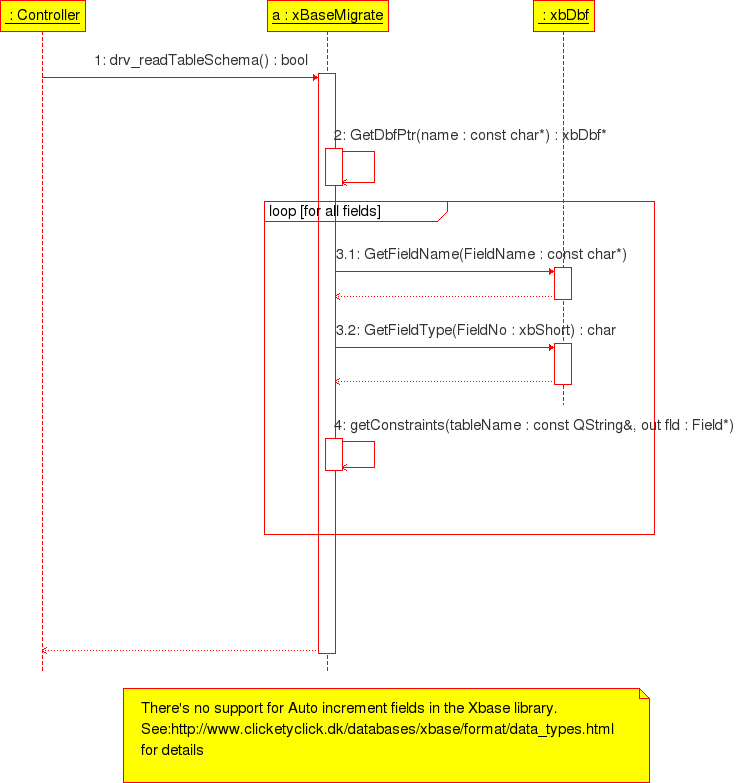 : Controller
a : xBaseMigrate
: xbDbf
1: drv_readTableSchema() : bool
2: GetDbfPtr(name : const char*) : xbDbf*
loop [for all fields]
3.1: GetFieldName(FieldName : const char*)
3.2: GetFieldType(FieldNo : xbShort) : char
4: getConstraints(tableName : const QString&, out fld : Field*)
There's no support for Auto increment fields in the Xbase library.
See:http://www.clicketyclick.dk/databases/xbase/format/data_types.html
for details